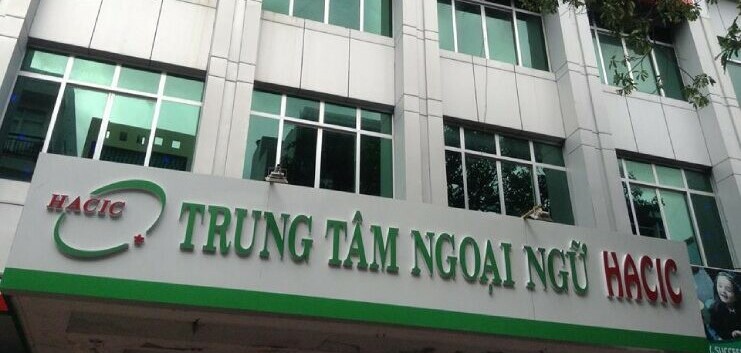 HACIC
TRUNG TÂM NGOẠI NGỮ HACIC